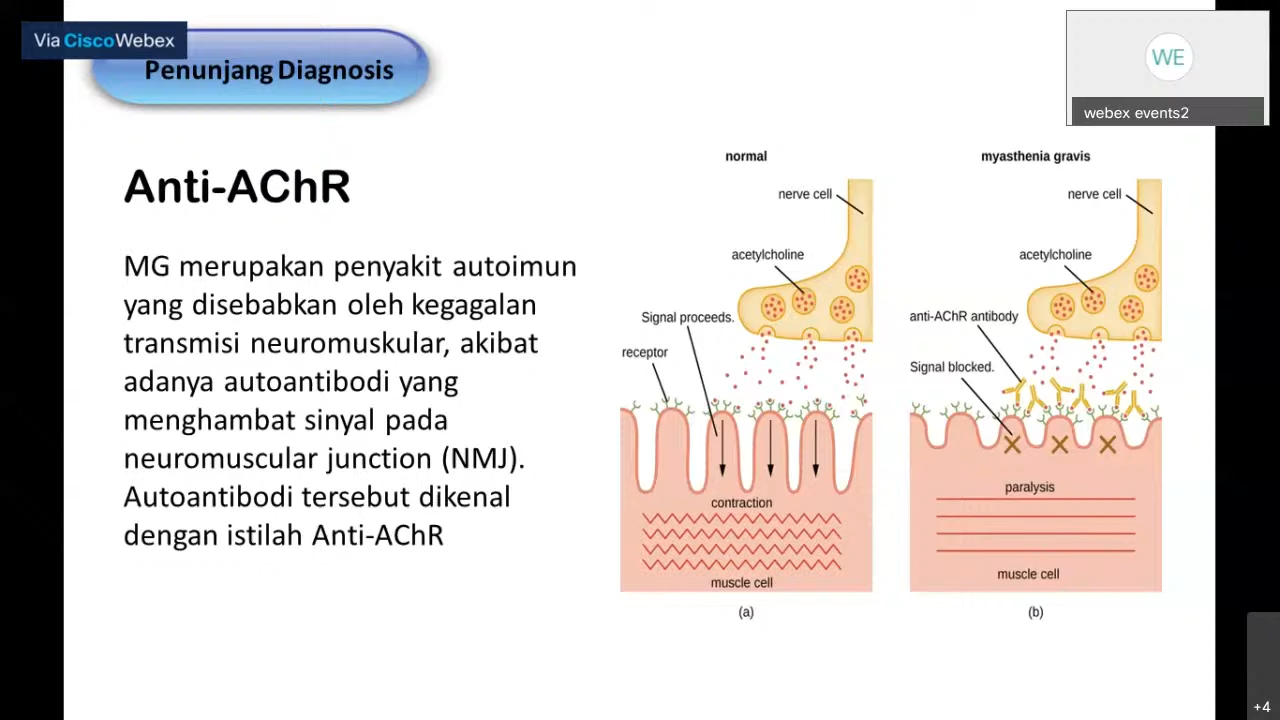 Via CiscoWebex
Penunjang Diagnosis
WE
webex events2
Anti-AChR
MG merupakan penyakit autoimun
yang disebabkan oleh kegagalan
transmisi neuromuskular, akibat
adanya autoantibodi yang
menghambat sinyal pada
neuromuscular junction (NMJ).
Autoantibodi tersebut dikenal
dengan istilah Anti-AChR
normal
nerve cell
acetylcholine
Signal proceeds.
receptor
contraction
muscle cell
(a)
myasthenia gravis
nerve cell
acetylcholine
anti-AChR antibody
Signal blocked.
paralysis
muscle cell
(b)
+4